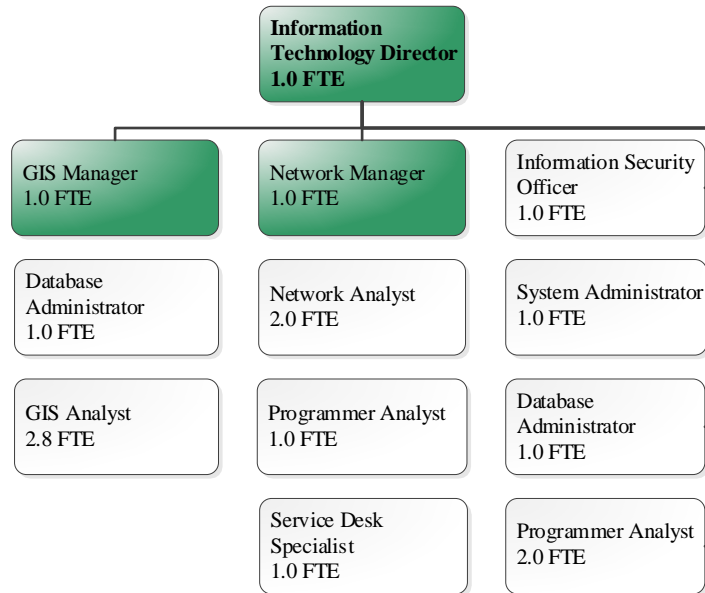 Information
Technology Director
1.0 FTE
GIS Manager
1.0 FTE
Network Manager
1.0 FTE
Information Security
Officer
1.0 FTE
Database
Administrator
1.0 FTE
Network Analyst
2.0 FTE
System Administrator
1.0 FTE
GIS Analyst
2.8 FTE
Programmer Analyst
1.0 FTE
Database
Administrator
1.0 FTE
Service Desk
Specialist
1.0 FTE
Programmer Analyst
2.0 FTE